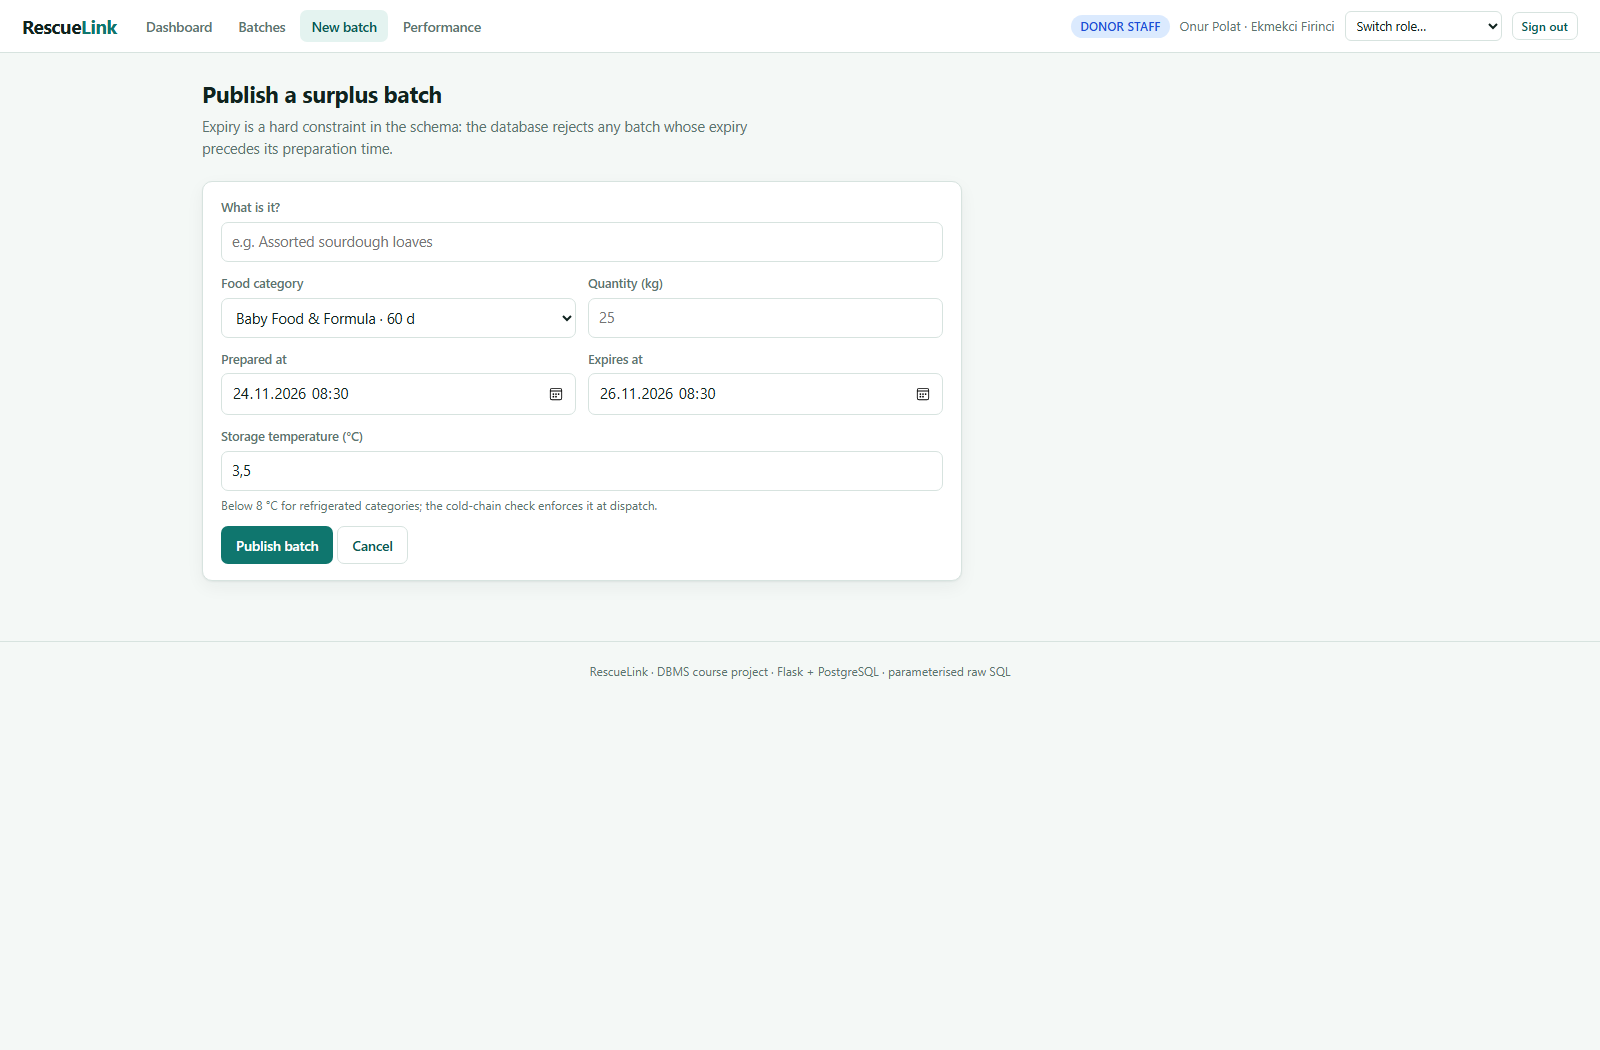 RescueLink Dashboard Batches New batch Performance DONOR STAFF Onur Polat · Ekmekci Firinci Switch role... Sign out
Publish a surplus batch
Expiry is a hard constraint in the schema: the database rejects any batch whose expiry
precedes its preparation time.
What is it?
e.g. Assorted sourdough loaves
Food category Quantity (kg)
Baby Food & Formula · 60 d 25
Prepared at Expires at
24.11.2026 08:30 26.11.2026 08:30
Storage temperature (°C)
3,5
Below 8 °C for refrigerated categories; the cold-chain check enforces it at dispatch.
Publish batch Cancel
RescueLink · DBMS course project · Flask + PostgreSQL · parameterised raw SQL